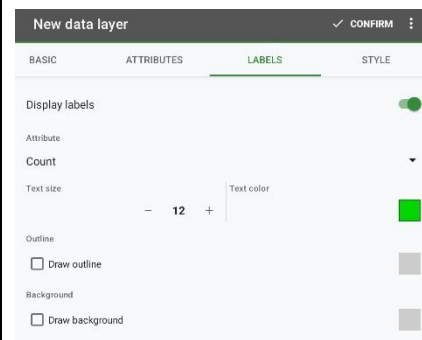 New data layer ✓ CONFIRM ⋮
BASIC ATTRIBUTES LABELS STYLE
Display labels
Attribute
Count
Text size Text color
− 12 +
Outline
Draw outline
Background
Draw background